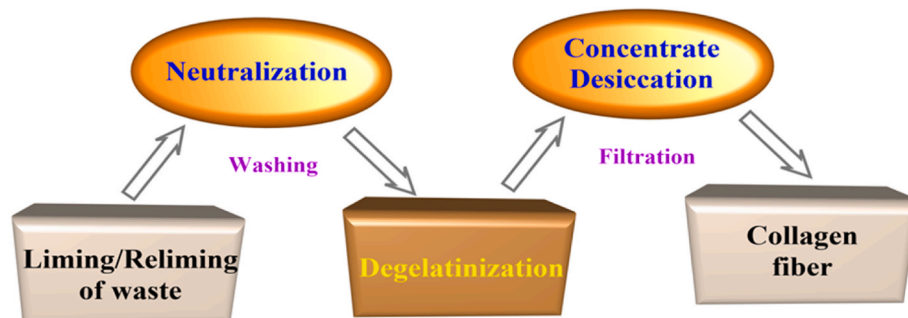 Neutralization
Concentrate
Desiccation
Washing
Filtration
Liming/Reliming
of waste
Degelatinization
Collagen
fiber